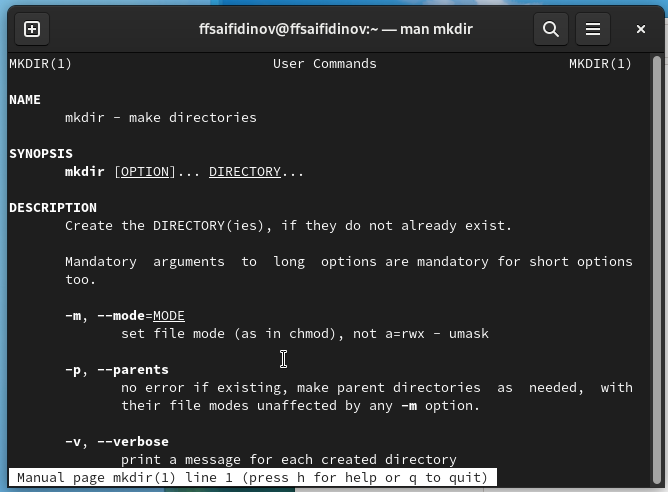 ffsaifidinov@ffsaifidinov:~ — man mkdir
MKDIR(1) User Commands MKDIR(1)
NAME
mkdir - make directories
SYNOPSIS
mkdir [OPTION]... DIRECTORY...
DESCRIPTION
Create the DIRECTORY(ies), if they do not already exist.
Mandatory arguments to long options are mandatory for short options
too.
-m, --mode=MODE
set file mode (as in chmod), not a=rwx - umask
-p, --parents
no error if existing, make parent directories as needed, with
their file modes unaffected by any -m option.
-v, --verbose
print a message for each created directory
Manual page mkdir(1) line 1 (press h for help or q to quit)